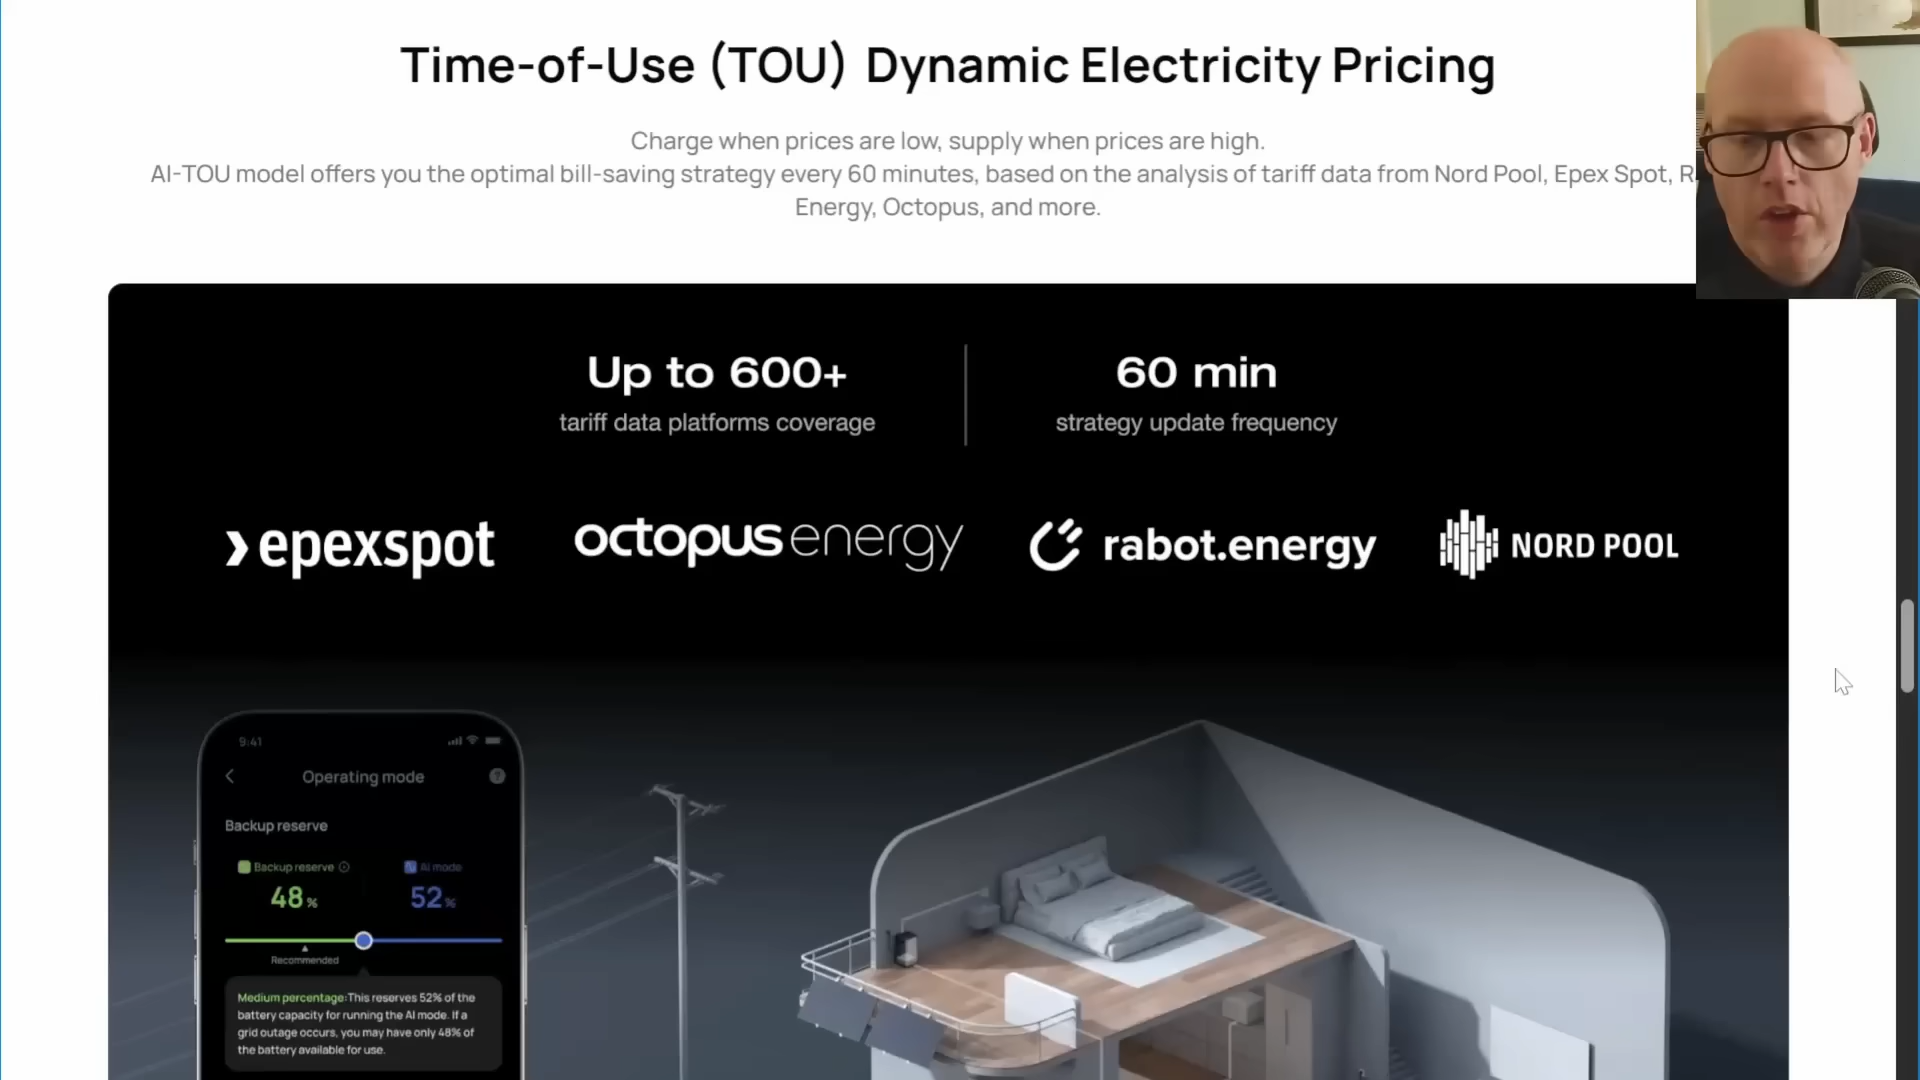 Time-of-Use (TOU) Dynamic Electricity Pricing
Charge when prices are low, supply when prices are high.
AI-TOU model offers you the optimal bill-saving strategy every 60 minutes, based on the analysis of tariff data from Nord Pool, Epex Spot, R
Energy, Octopus, and more.
Up to 600+
tariff data platforms coverage
60 min
strategy update frequency
epexspot
octopus energy
rabot.energy
NORD POOL
9:41
Operating mode
?
Backup reserve
Backup reserve
48 %
AI mode
52 %
Recommended
Medium percentage:This reserves 52% of the
battery capacity for running the AI mode. If a
grid outage occurs, you may have only 48% of
the battery available for use.